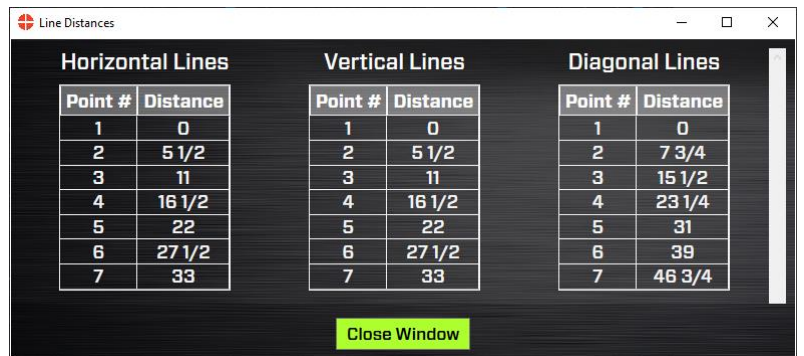 Line Distances
Horizontal Lines Vertical Lines Diagonal Lines
Point # Distance Point # Distance Point # Distance
1 0 1 0 1 0
2 5 1/2 2 5 1/2 2 7 3/4
3 11 3 11 3 15 1/2
4 16 1/2 4 16 1/2 4 23 1/4
5 22 5 22 5 31
6 27 1/2 6 27 1/2 6 39
7 33 7 33 7 46 3/4
Close Window